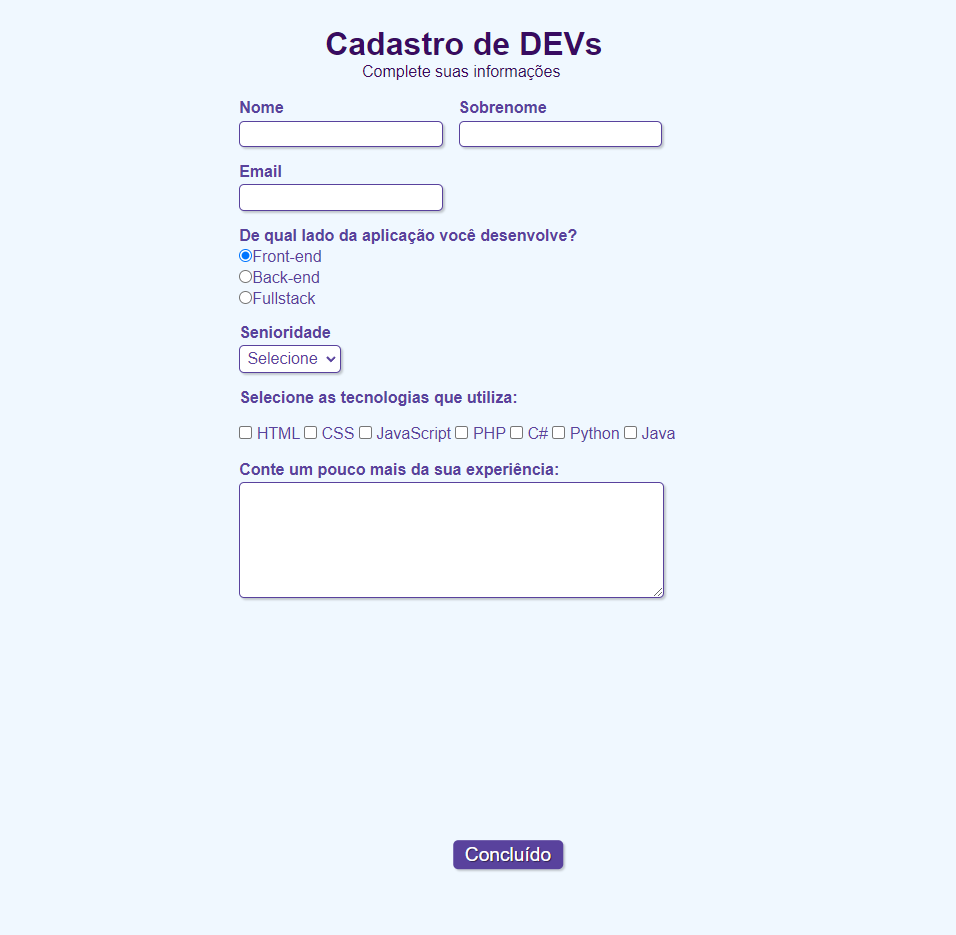 Cadastro de DEVs
Complete suas informações
Nome Sobrenome
Email
De qual lado da aplicação você desenvolve?
Front-end
Back-end
Fullstack
Senioridade
Selecione
Selecione as tecnologias que utiliza:
HTML CSS JavaScript PHP C# Python Java
Conte um pouco mais da sua experiência:
Concluído